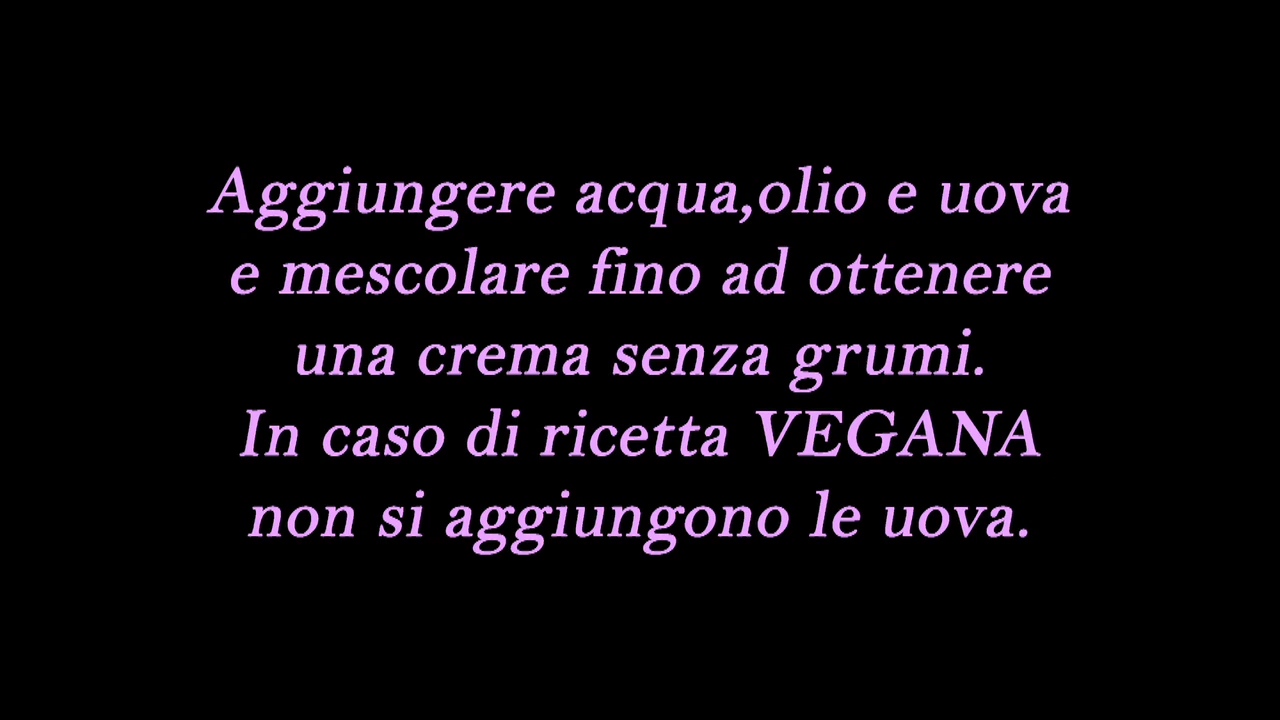 Aggiungere acqua,olio e uova
e mescolare fino ad ottenere
una crema senza grumi.
In caso di ricetta VEGANA
non si aggiungono le uova.